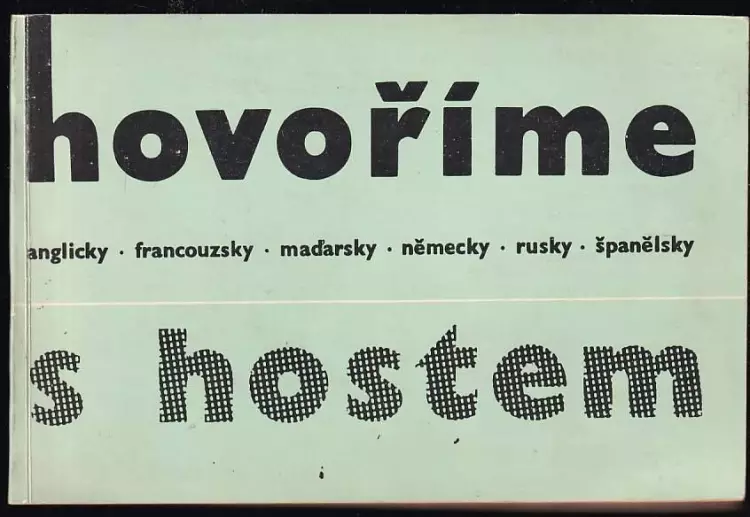 hovoříme
anglicky · francouzsky · maďarsky · německy · rusky · španělsky
s hostem